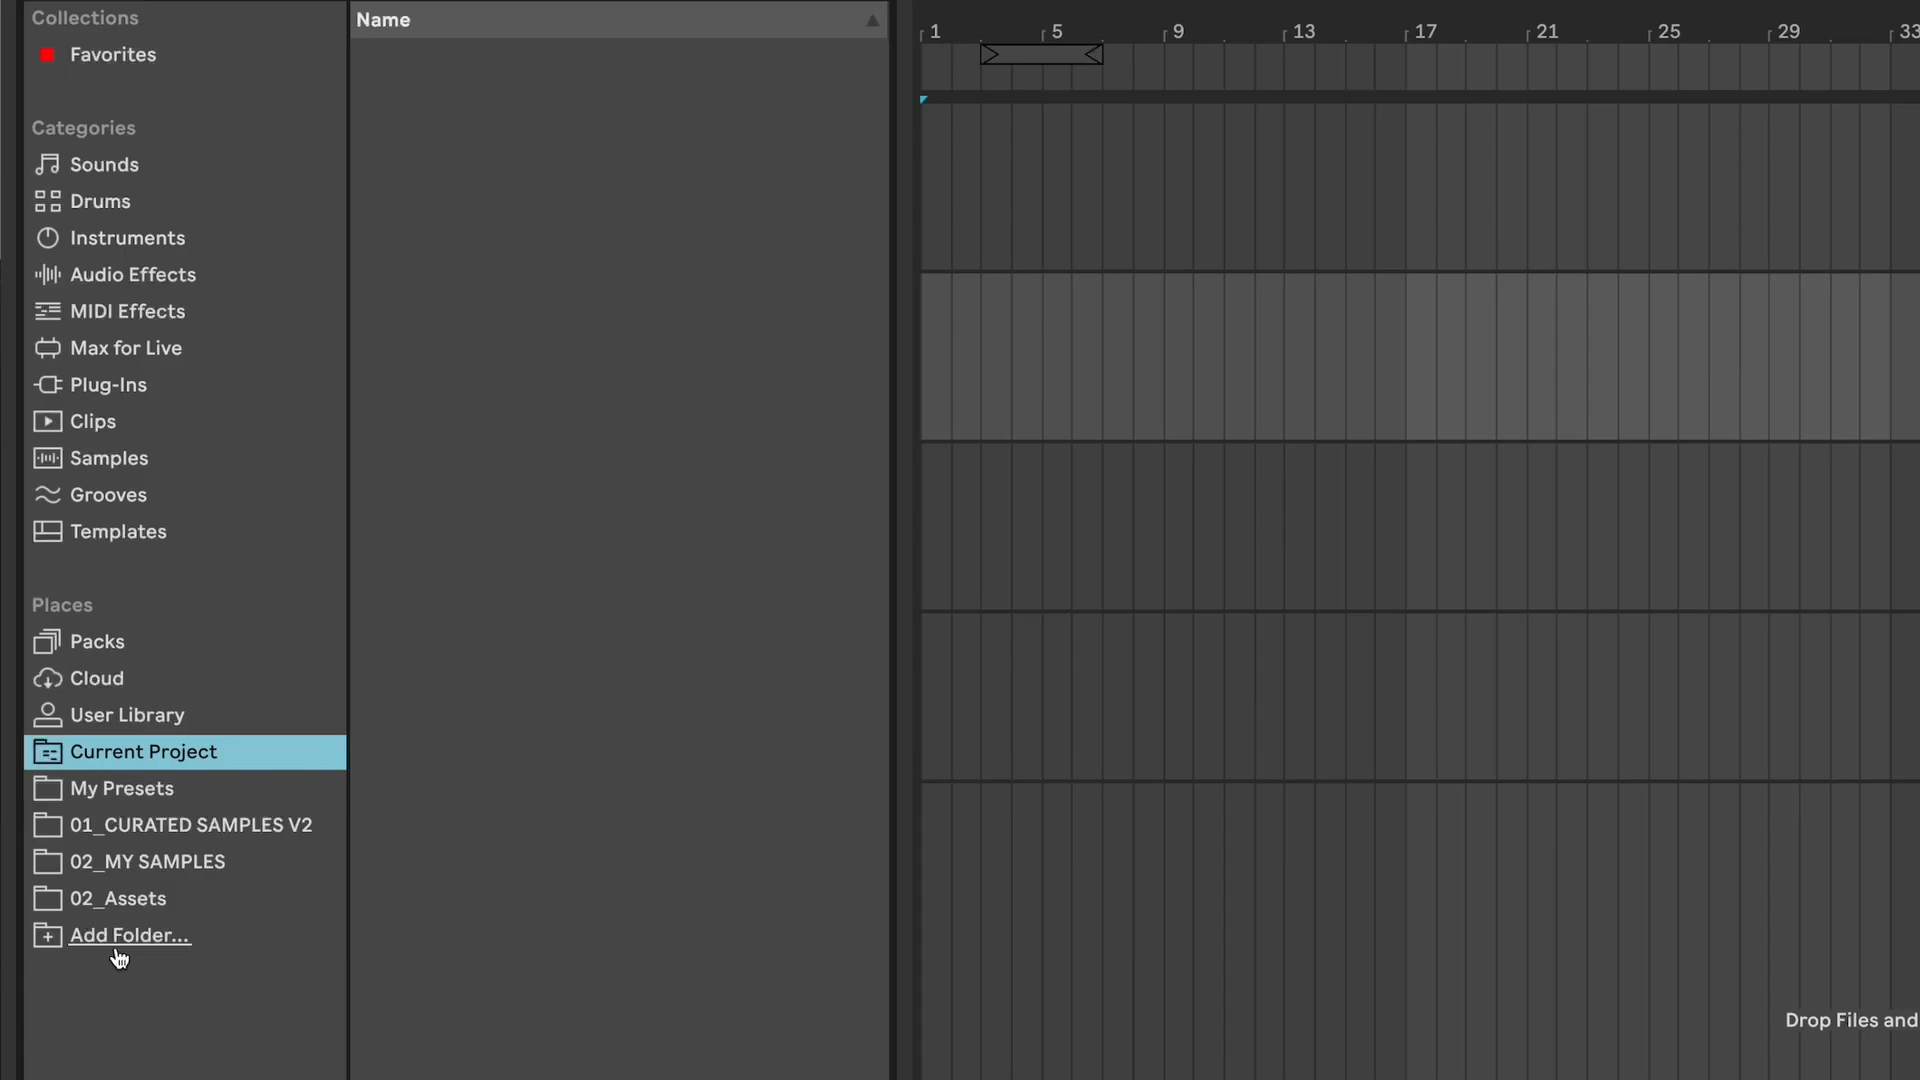 Collections
Favorites
Categories
Sounds
Drums
Instruments
Audio Effects
MIDI Effects
Max for Live
Plug-Ins
Clips
Samples
Grooves
Templates
Places
Packs
Cloud
User Library
Current Project
My Presets
01_CURATED SAMPLES V2
02_MY SAMPLES
02_Assets
Add Folder...
Name
1 5 9 13 17 21 25 29 33
Drop Files and